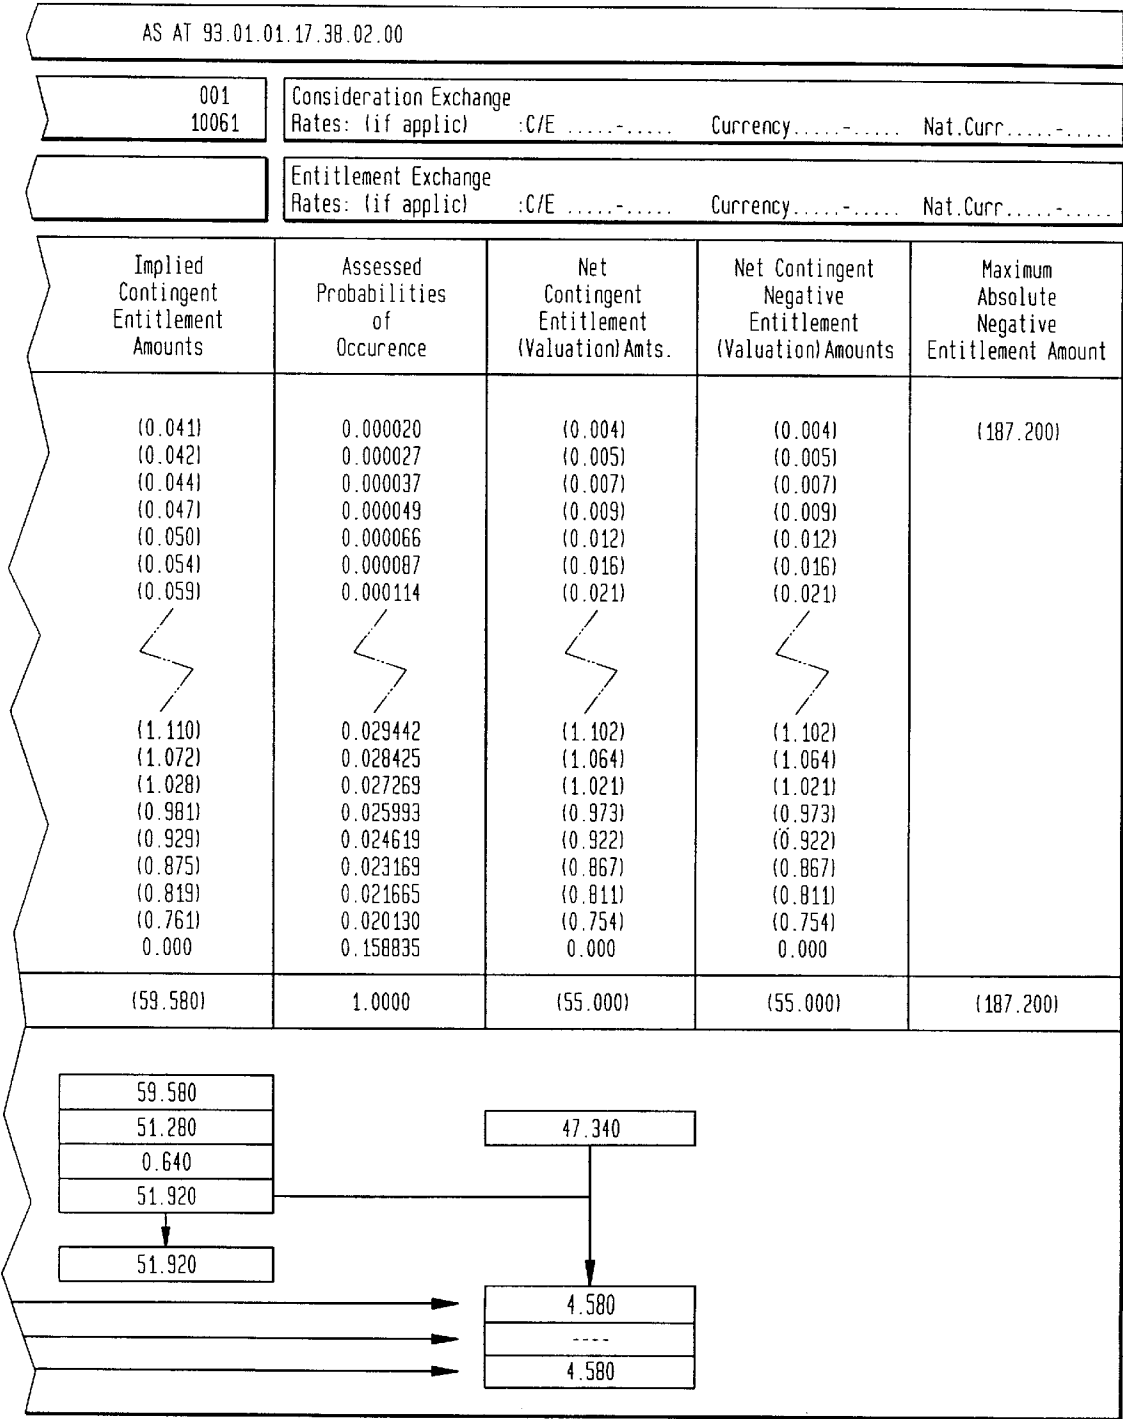 AS AT 93.01.01.17.38.02.00
001
10061
Consideration Exchange
Rates: (if applic) :C/E .....-..... Currency.....-..... Nat.Curr.....-.....
Entitlement Exchange
Rates: (if applic) :C/E .....-..... Currency.....-..... Nat.Curr.....-.....
Implied Contingent Entitlement Amounts
Assessed Probabilities of Occurence
Net Contingent Entitlement (Valuation)Amts.
Net Contingent Negative Entitlement (Valuation)Amounts
Maximum Absolute Negative Entitlement Amount
(0.041) 0.000020 (0.004) (0.004) (187.200)
(0.042) 0.000027 (0.005) (0.005)
(0.044) 0.000037 (0.007) (0.007)
(0.047) 0.000049 (0.009) (0.009)
(0.050) 0.000066 (0.012) (0.012)
(0.054) 0.000087 (0.016) (0.016)
(0.059) 0.000114 (0.021) (0.021)
(1.110) 0.029442 (1.102) (1.102)
(1.072) 0.028425 (1.064) (1.064)
(1.028) 0.027269 (1.021) (1.021)
(0.981) 0.025993 (0.973) (0.973)
(0.929) 0.024619 (0.922) (0.922)
(0.875) 0.023169 (0.867) (0.867)
(0.819) 0.021665 (0.811) (0.811)
(0.761) 0.020130 (0.754) (0.754)
0.000 0.158835 0.000 0.000
(59.580) 1.0000 (55.000) (55.000) (187.200)
59.580
51.280 47.340
0.640
51.920
51.920
4.580
----
4.580